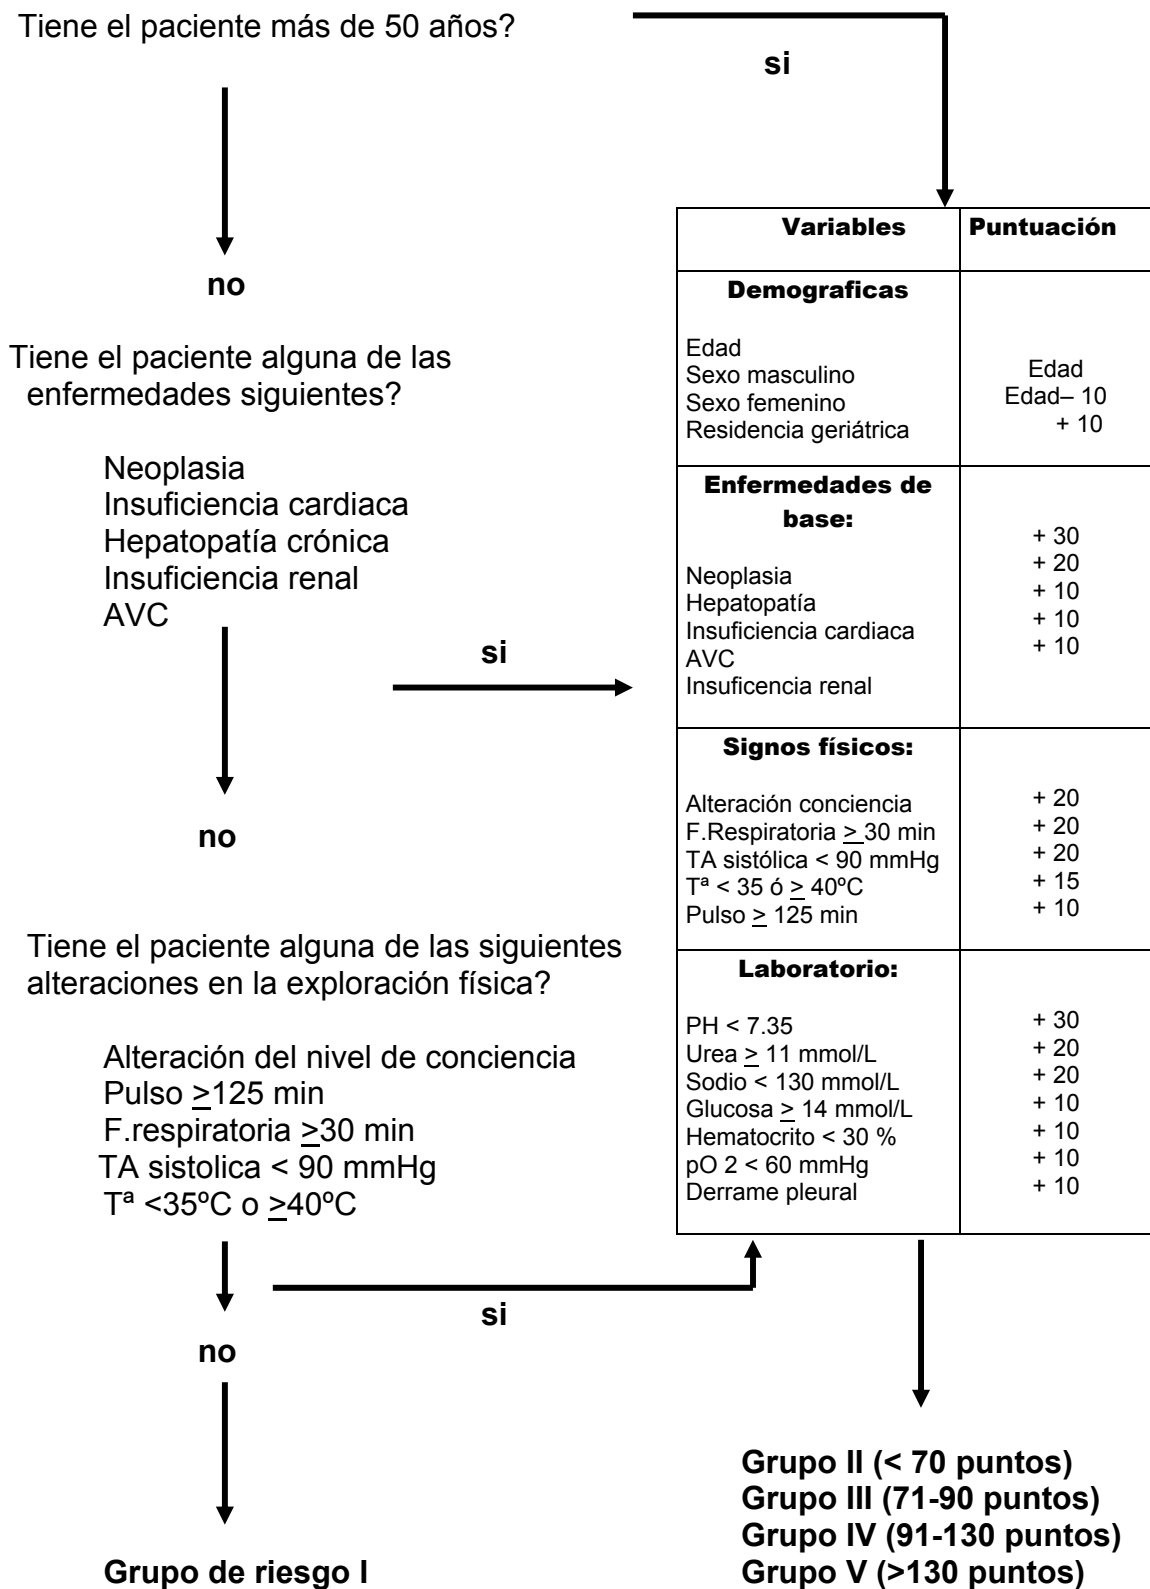 Tiene el paciente más de 50 años?
si
no
Tiene el paciente alguna de las
enfermedades siguientes?
Neoplasia
Insuficiencia cardiaca
Hepatopatía crónica
Insuficiencia renal
AVC
si
no
Tiene el paciente alguna de las siguientes
alteraciones en la exploración física?
Alteración del nivel de conciencia
Pulso ≥125 min
F.respiratoria ≥30 min
TA sistolica < 90 mmHg
Tª <35ºC o ≥40ºC
si
no
Grupo de riesgo I
Variables Puntuación
Demograficas
Edad
Sexo masculino Edad
Sexo femenino Edad– 10
Residencia geriátrica + 10
Enfermedades de
base:
Neoplasia + 30
Hepatopatía + 20
Insuficiencia cardiaca + 10
AVC + 10
Insuficencia renal + 10
Signos físicos:
Alteración conciencia + 20
F.Respiratoria ≥ 30 min + 20
TA sistólica < 90 mmHg + 20
Tª < 35 ó ≥ 40ºC + 15
Pulso ≥ 125 min + 10
Laboratorio:
PH < 7.35 + 30
Urea ≥ 11 mmol/L + 20
Sodio < 130 mmol/L + 20
Glucosa ≥ 14 mmol/L + 10
Hematocrito < 30 % + 10
pO 2 < 60 mmHg + 10
Derrame pleural + 10
Grupo II (< 70 puntos)
Grupo III (71-90 puntos)
Grupo IV (91-130 puntos)
Grupo V (>130 puntos)